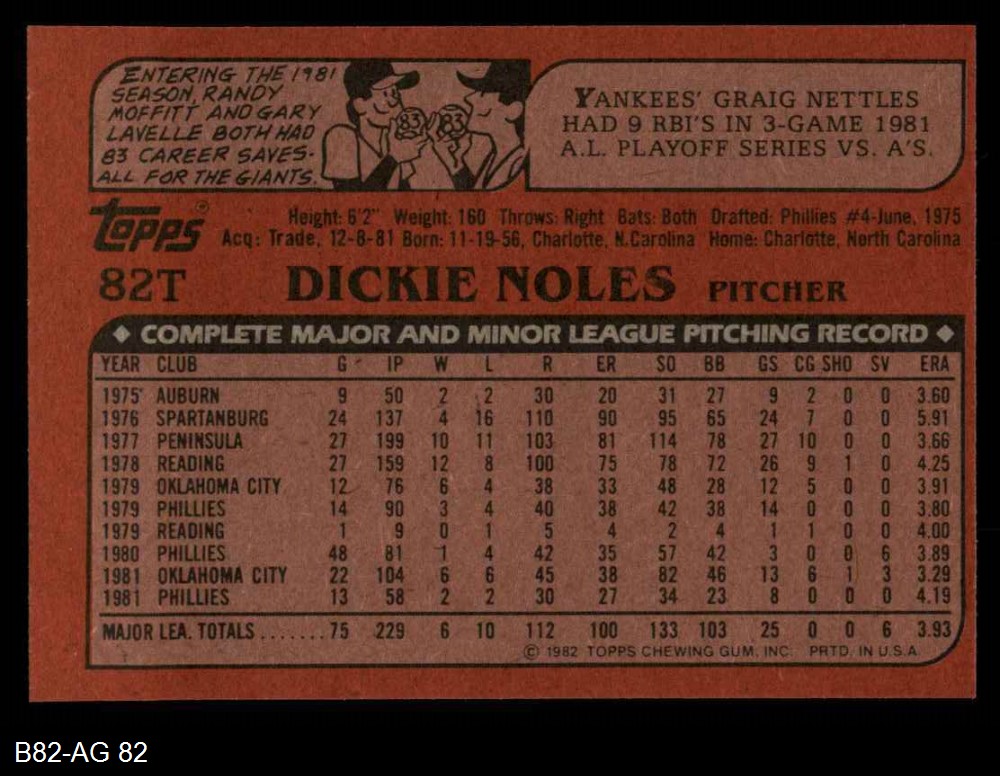 ENTERING THE 1981
SEASON, RANDY
MOFFITT AND GARY
LAVELLE BOTH HAD
83 CAREER SAVES-
ALL FOR THE GIANTS.
YANKEES' GRAIG NETTLES
HAD 9 RBI'S IN 3-GAME 1981
A.L. PLAYOFF SERIES VS. A'S.
topps®
Height: 6'2" Weight: 160 Throws: Right Bats: Both Drafted: Phillies #4-June, 1975
Acq: Trade, 12-8-81 Born: 11-19-56, Charlotte, N.Carolina Home: Charlotte, North Carolina
82T DICKIE NOLES PITCHER
◆ COMPLETE MAJOR AND MINOR LEAGUE PITCHING RECORD ◆
YEAR CLUB G IP W L R ER SO BB GS CG SHO SV ERA
1975 AUBURN 9 50 2 2 30 20 31 27 9 2 0 0 3.60
1976 SPARTANBURG 24 137 4 16 110 90 95 65 24 7 0 0 5.91
1977 PENINSULA 27 199 10 11 103 81 114 78 27 10 0 0 3.66
1978 READING 27 159 12 8 100 75 78 72 26 9 1 0 4.25
1979 OKLAHOMA CITY 12 76 6 4 38 33 48 28 12 5 0 0 3.91
1979 PHILLIES 14 90 3 4 40 38 42 38 14 0 0 0 3.80
1979 READING 1 9 0 1 5 4 2 4 1 1 0 0 4.00
1980 PHILLIES 48 81 1 4 42 35 57 42 3 0 0 6 3.89
1981 OKLAHOMA CITY 22 104 6 6 45 38 82 46 13 6 1 3 3.29
1981 PHILLIES 13 58 2 2 30 27 34 23 8 0 0 0 4.19
MAJOR LEA. TOTALS.......75 229 6 10 112 100 133 103 25 0 0 6 3.93
© 1982 TOPPS CHEWING GUM, INC. PRTD. IN U.S.A.
B82-AG 82